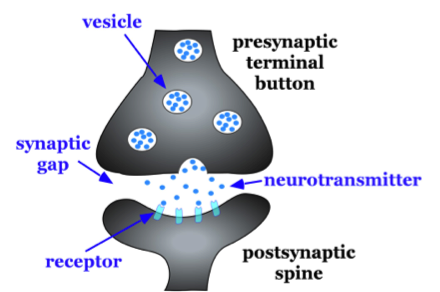 vesicle
presynaptic
terminal
button
synaptic
gap
neurotransmitter
receptor
postsynaptic
spine